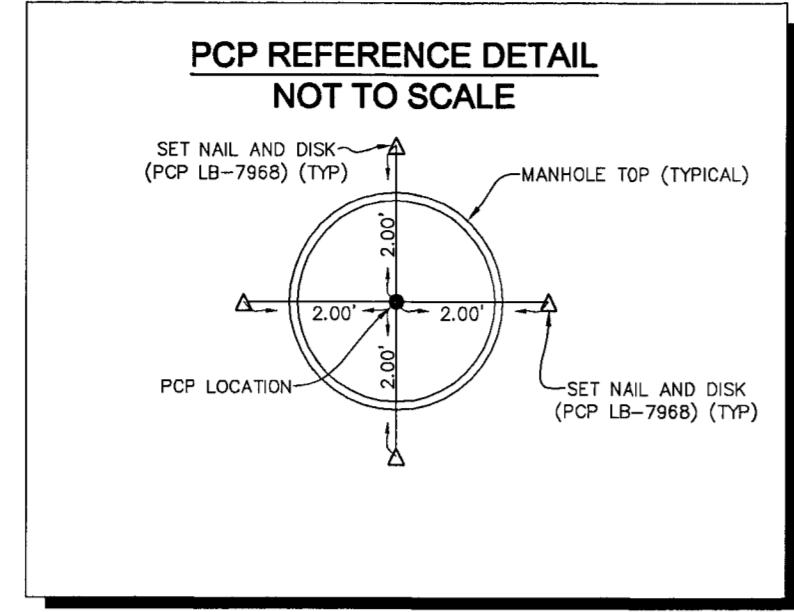 PCP REFERENCE DETAIL
NOT TO SCALE
SET NAIL AND DISK
(PCP LB-7968) (TYP)
MANHOLE TOP (TYPICAL)
2.00'
2.00'
2.00'
2.00'
PCP LOCATION
SET NAIL AND DISK
(PCP LB-7968) (TYP)